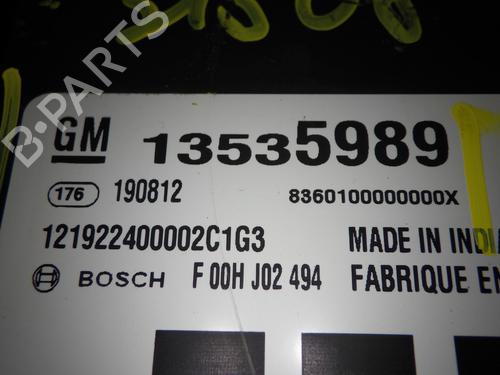 B-PARTS
GM 13535989
176 190812 8360100000000X
121922400002C1G3 MADE IN INDIA
BOSCH F 00H J02 494 FABRIQUE EN